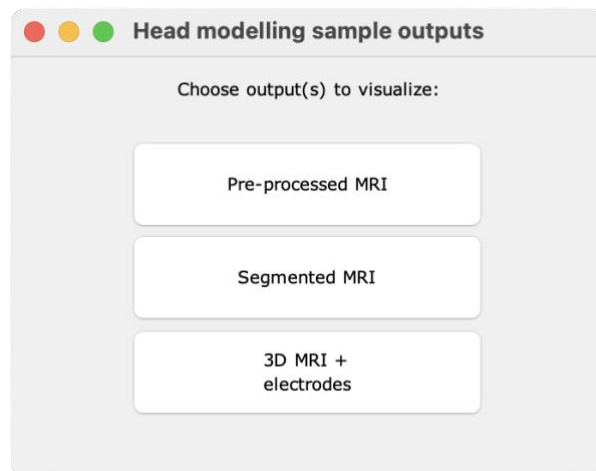 Head modelling sample outputs
Choose output(s) to visualize:
Pre-processed MRI
Segmented MRI
3D MRI +
electrodes